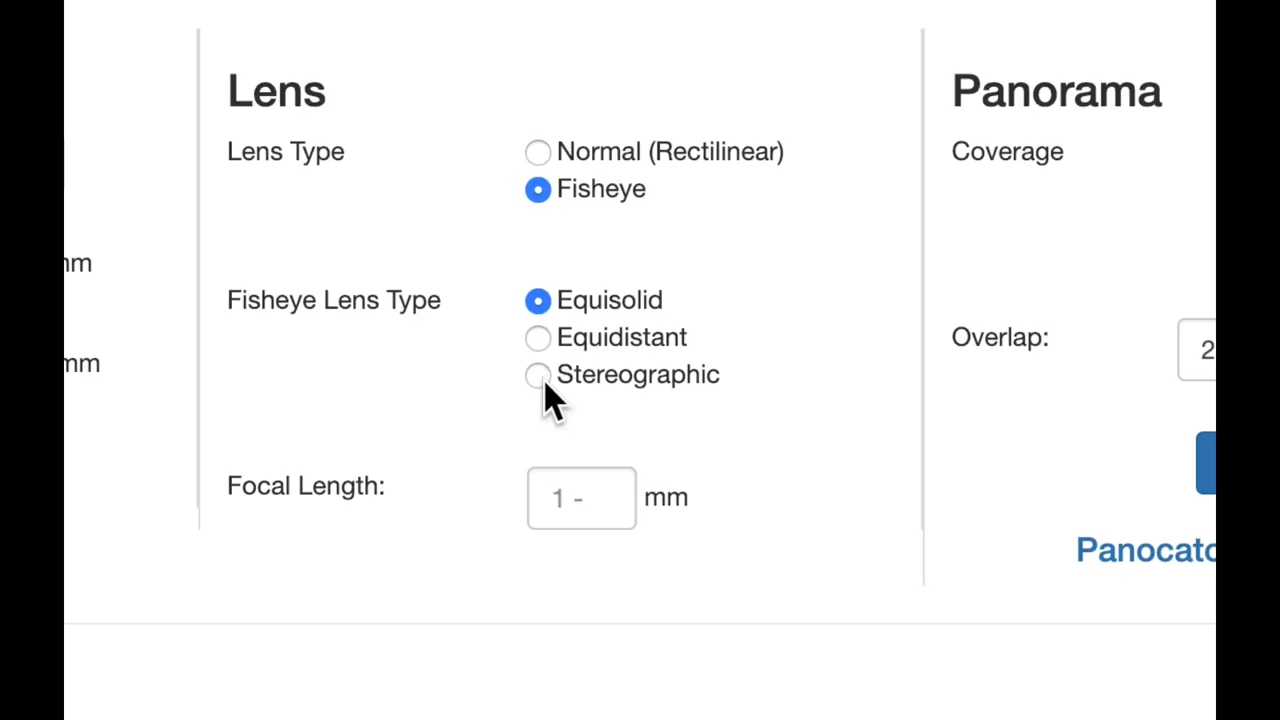 Lens
Lens Type
Normal (Rectilinear)
Fisheye
mm
Fisheye Lens Type
Equisolid
Equidistant
Stereographic
mm
Focal Length:
1 -
mm
Panorama
Coverage
Overlap:
2